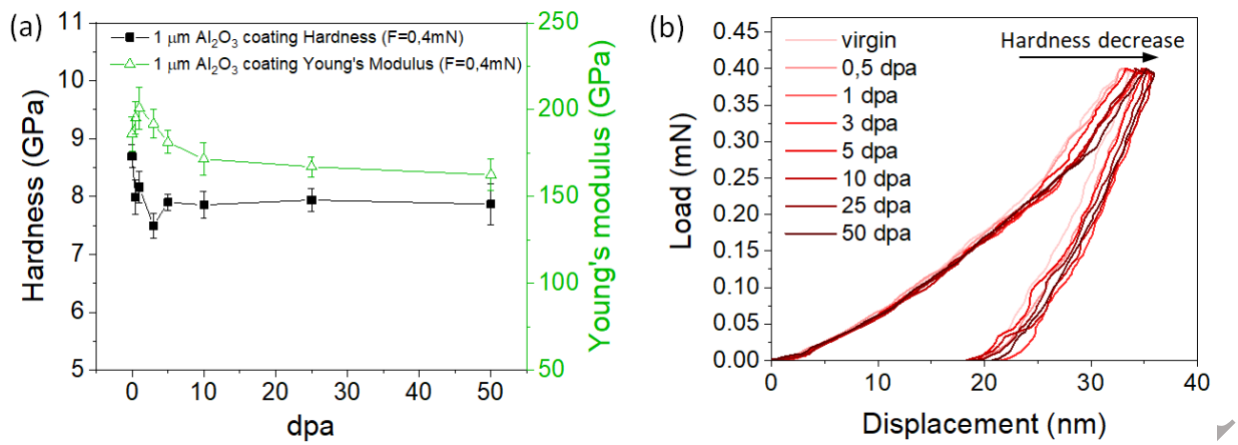 (a)
1 μm Al₂O₃ coating Hardness (F=0,4mN)
1 μm Al₂O₃ coating Young's Modulus (F=0,4mN)
Hardness (GPa)
11
10
9
8
7
6
5
250
200
150
100
50
Young's modulus (GPa)
0
10
20
30
40
50
dpa
(b)
Hardness decrease
virgin
0,5 dpa
1 dpa
3 dpa
5 dpa
10 dpa
25 dpa
50 dpa
Load (mN)
0.45
0.40
0.35
0.30
0.25
0.20
0.15
0.10
0.05
0.00
0
10
20
30
40
Displacement (nm)